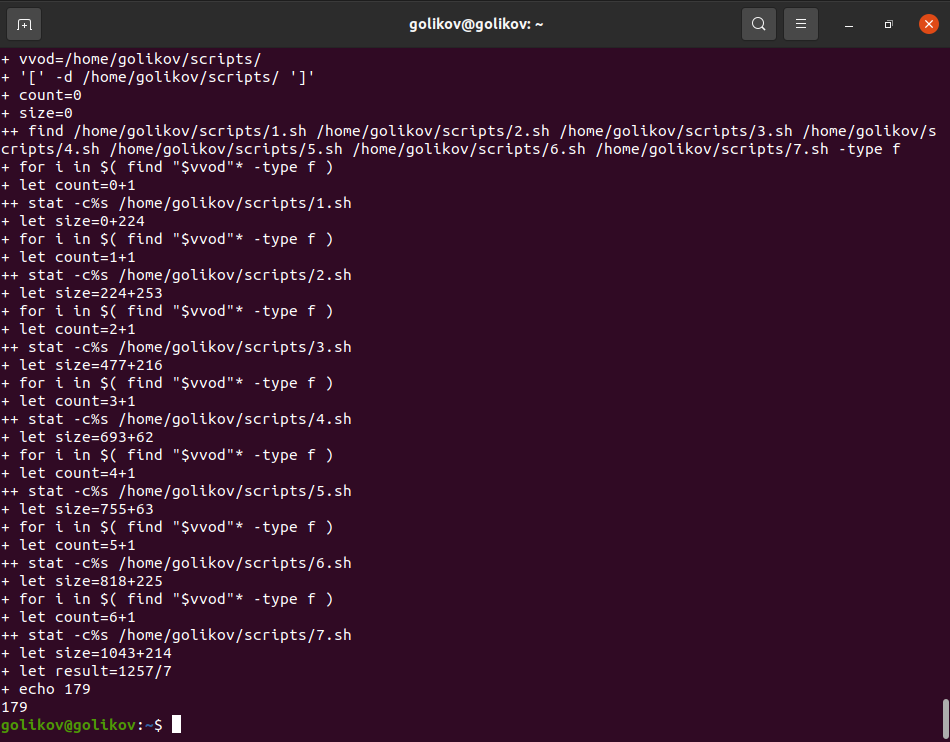 golikov@golikov: ~
+ vvod=/home/golikov/scripts/
+ '[' -d /home/golikov/scripts/ ']'
+ count=0
+ size=0
++ find /home/golikov/scripts/1.sh /home/golikov/scripts/2.sh /home/golikov/scripts/3.sh /home/golikov/s
cripts/4.sh /home/golikov/scripts/5.sh /home/golikov/scripts/6.sh /home/golikov/scripts/7.sh -type f
+ for i in $( find "$vvod"* -type f )
+ let count=0+1
++ stat -c%s /home/golikov/scripts/1.sh
+ let size=0+224
+ for i in $( find "$vvod"* -type f )
+ let count=1+1
++ stat -c%s /home/golikov/scripts/2.sh
+ let size=224+253
+ for i in $( find "$vvod"* -type f )
+ let count=2+1
++ stat -c%s /home/golikov/scripts/3.sh
+ let size=477+216
+ for i in $( find "$vvod"* -type f )
+ let count=3+1
++ stat -c%s /home/golikov/scripts/4.sh
+ let size=693+62
+ for i in $( find "$vvod"* -type f )
+ let count=4+1
++ stat -c%s /home/golikov/scripts/5.sh
+ let size=755+63
+ for i in $( find "$vvod"* -type f )
+ let count=5+1
++ stat -c%s /home/golikov/scripts/6.sh
+ let size=818+225
+ for i in $( find "$vvod"* -type f )
+ let count=6+1
++ stat -c%s /home/golikov/scripts/7.sh
+ let size=1043+214
+ let result=1257/7
+ echo 179
179
golikov@golikov:~$